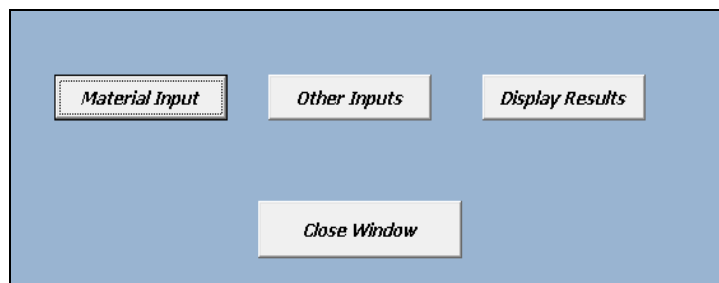 Material Input
Other Inputs
Display Results
Close Window